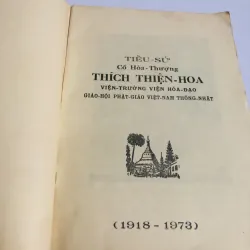 TIỂU-SỬ
Cố Hòa-Thượng
THÍCH THIỆN-HOA
VIỆN-TRƯỞNG VIỆN HÓA-ĐẠO
GIÁO-HỘI PHẬT-GIÁO VIỆT-NAM THỐNG-NHẤT
(1918 - 1973)